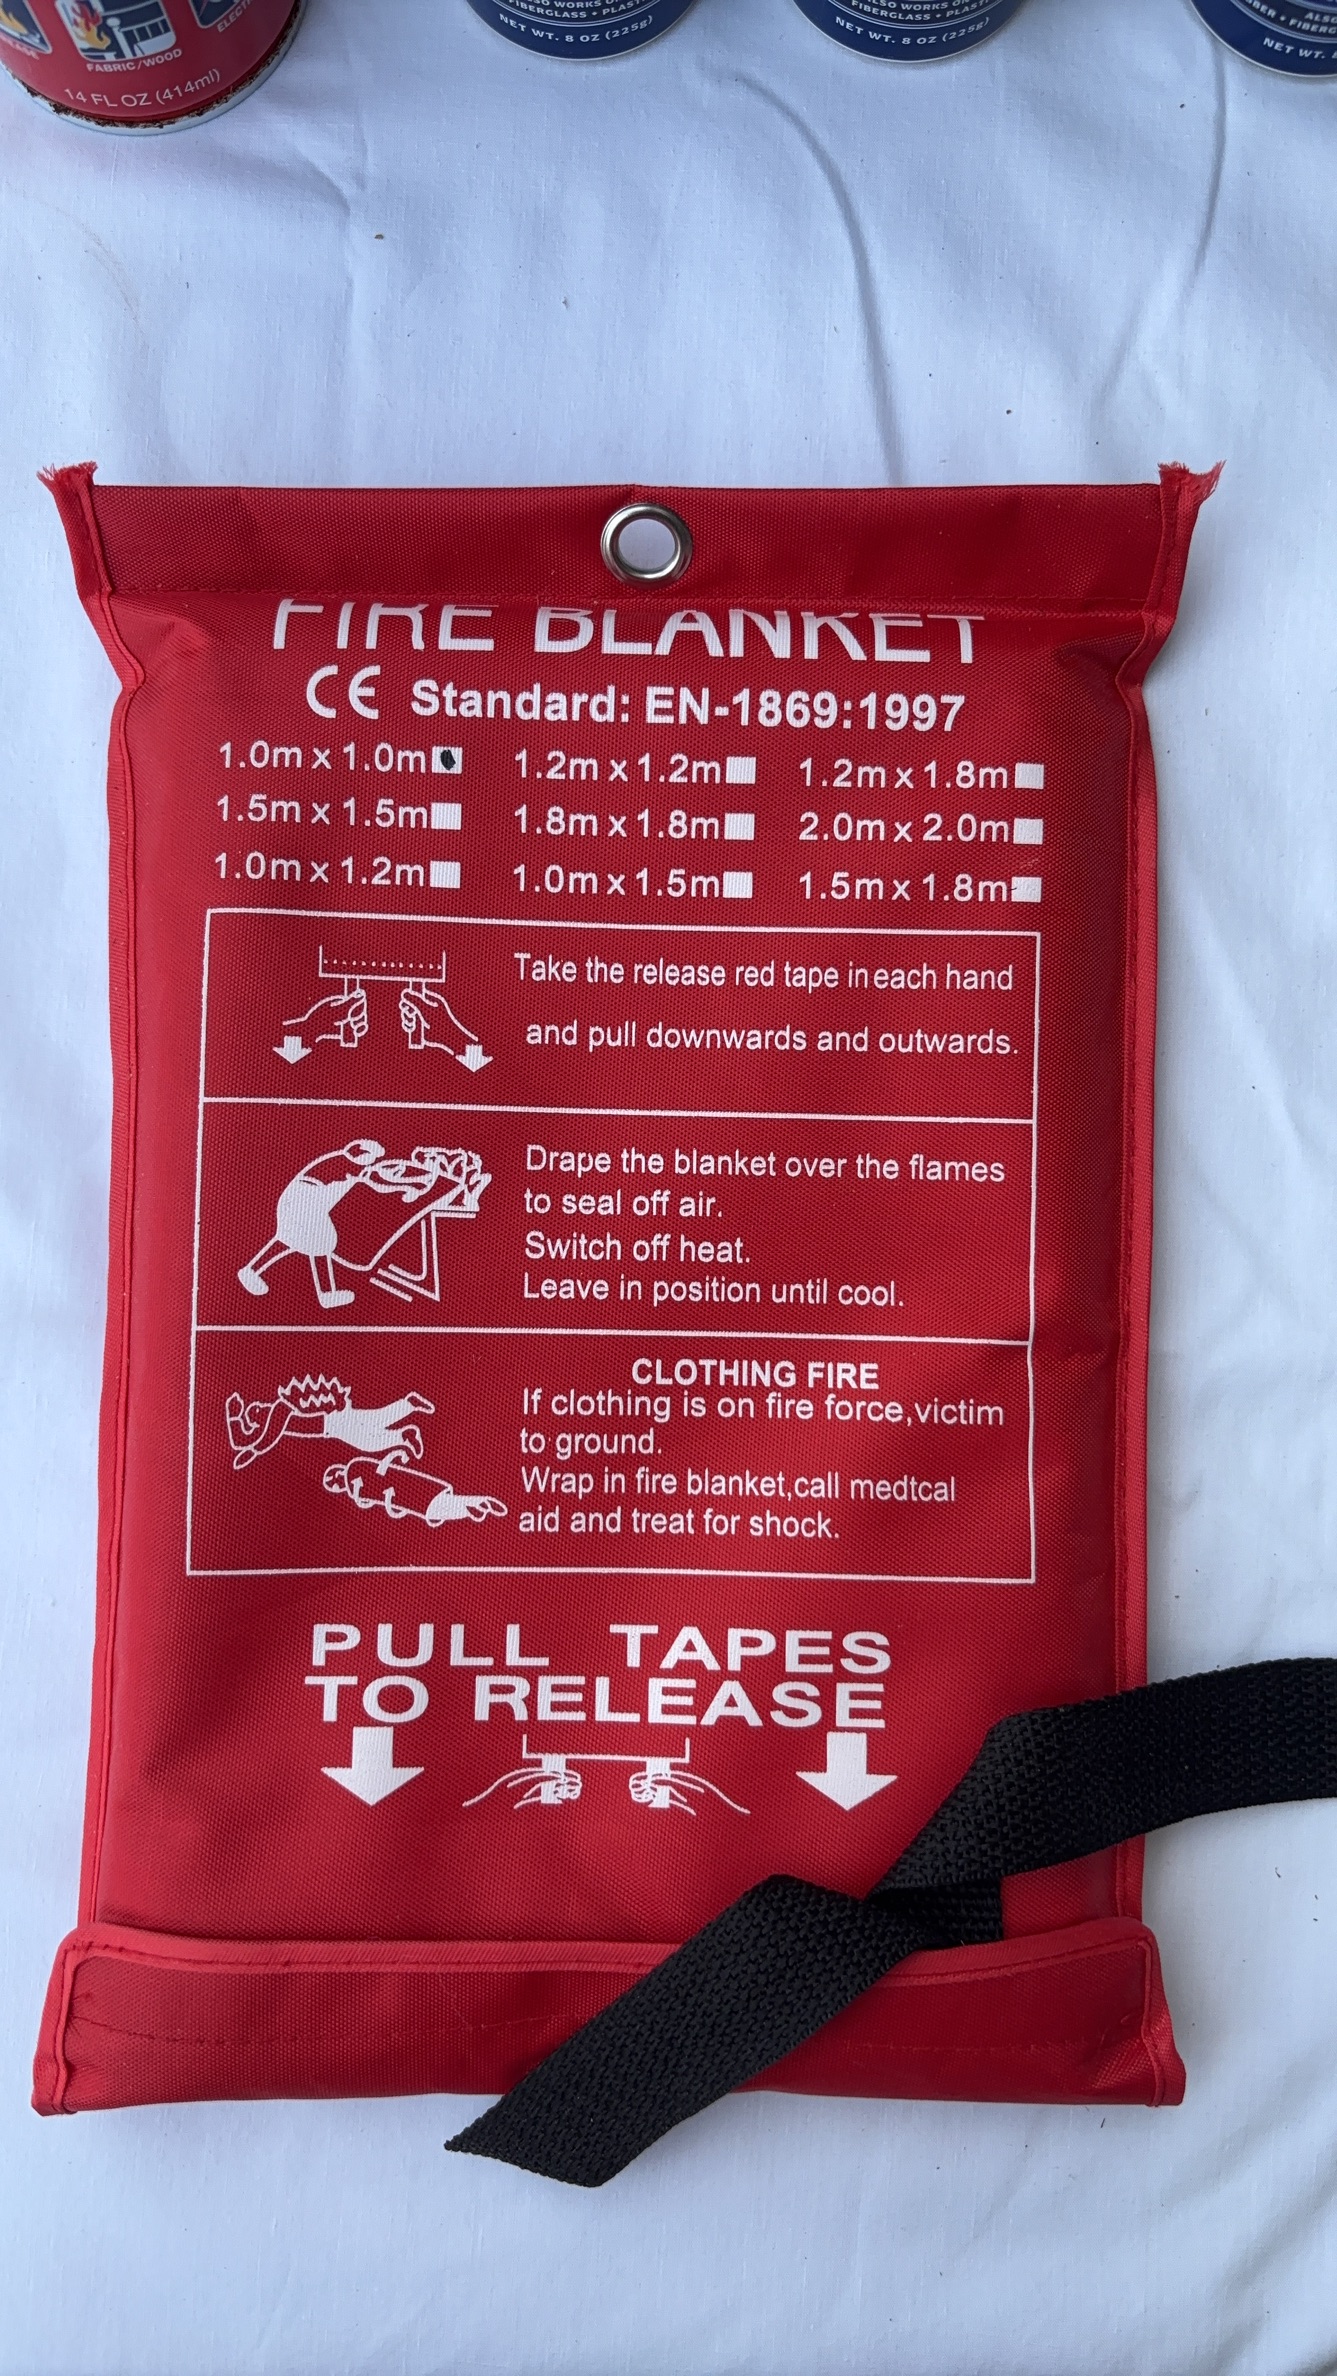 FABRIC/WOOD
14 FL OZ (414ml)
FIBERGLASS • PLAST
NET WT. 8 OZ (225g)
ALSO WORKS ON
FIBERGLASS • PLAST
NET WT. 8 OZ (225g)
NET WT.
FIRE BLANKET
CE Standard: EN-1869:1997
1.0m x 1.0m 1.2m x 1.2m 1.2m x 1.8m
1.5m x 1.5m 1.8m x 1.8m 2.0m x 2.0m
1.0m x 1.2m 1.0m x 1.5m 1.5m x 1.8m
Take the release red tape in each hand
and pull downwards and outwards.
Drape the blanket over the flames
to seal off air.
Switch off heat.
Leave in position until cool.
CLOTHING FIRE
If clothing is on fire force,victim
to ground.
Wrap in fire blanket,call medtcal
aid and treat for shock.
PULL TAPES
TO RELEASE